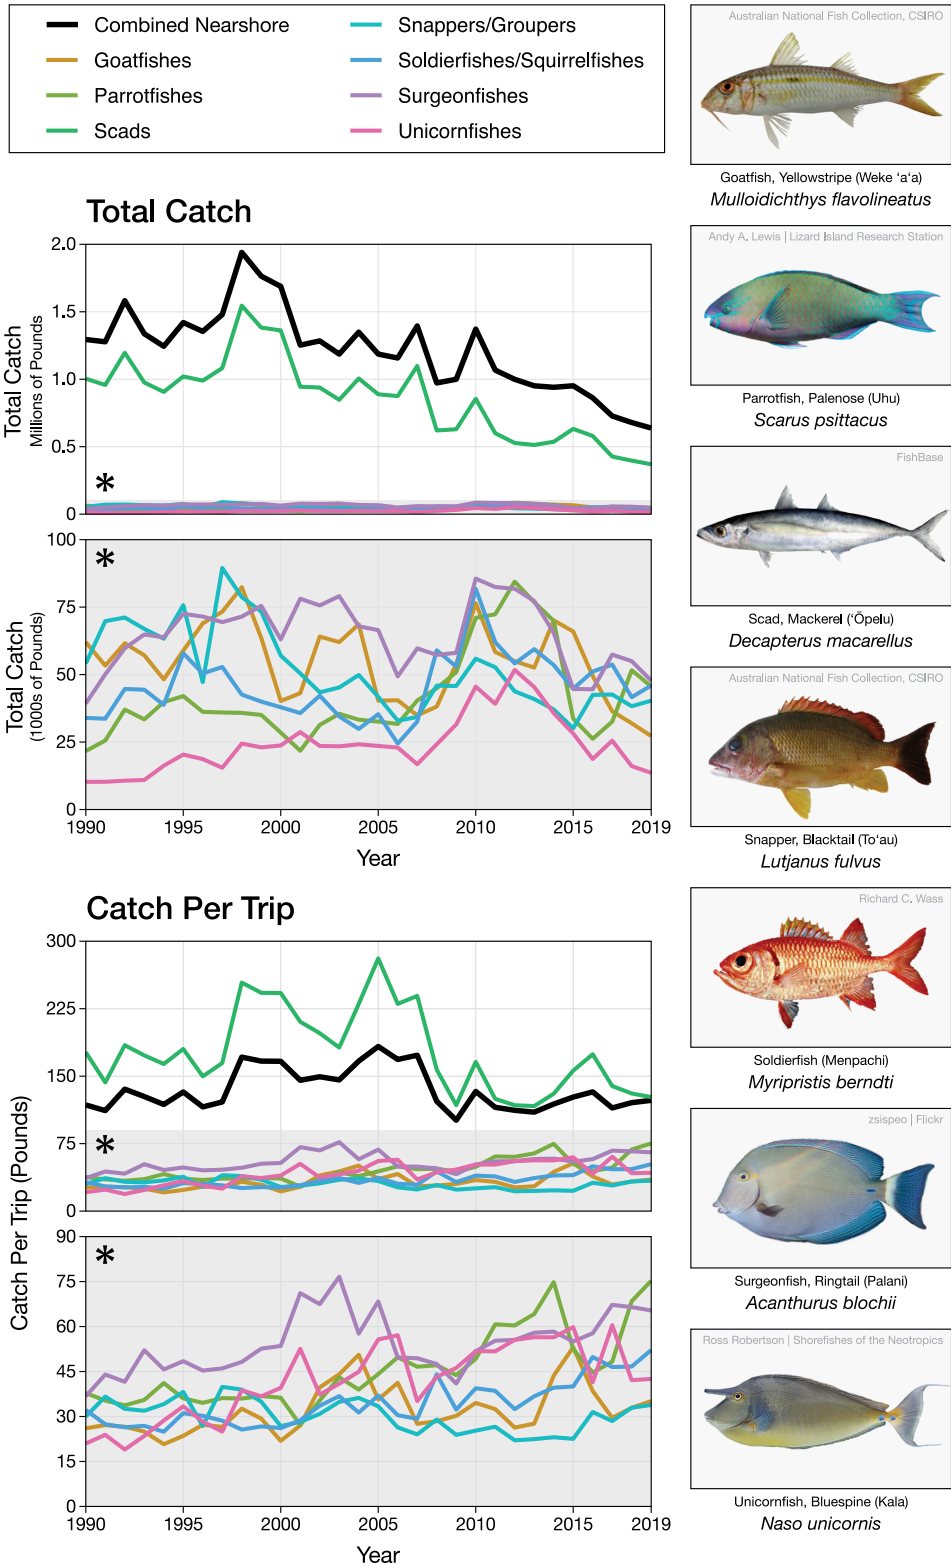 Combined Nearshore
Goatfishes
Parrotfishes
Scads
Snappers/Groupers
Soldierfishes/Squirrelfishes
Surgeonfishes
Unicornfishes
Total Catch
Total Catch
Millions of Pounds
2.0
1.5
1.0
0.5
0
*
Total Catch
(1000s of Pounds)
100
75
50
25
0
*
1990
1995
2000
2005
2010
2015
2019
Year
Catch Per Trip
Catch Per Trip (Pounds)
300
225
150
75
0
*
90
75
60
45
30
15
0
*
1990
1995
2000
2005
2010
2015
2019
Year
Australian National Fish Collection, CSIRO
Goatfish, Yellowstripe (Weke ‘a‘a)
Mulloidichthys flavolineatus
Andy A. Lewis | Lizard Island Research Station
Parrotfish, Palenose (Uhu)
Scarus psittacus
FishBase
Scad, Mackerel (‘Ōpelu)
Decapterus macarellus
Australian National Fish Collection, CSIRO
Snapper, Blacktail (To‘au)
Lutjanus fulvus
Richard C. Wass
Soldierfish (Menpachi)
Myripristis berndti
zsispeo | Flickr
Surgeonfish, Ringtail (Palani)
Acanthurus blochii
Ross Robertson | Shorefishes of the Neotropics
Unicornfish, Bluespine (Kala)
Naso unicornis